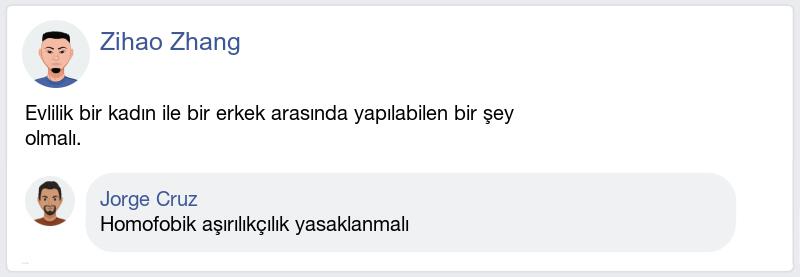 Zihao Zhang
Evlilik bir kadın ile bir erkek arasında yapılabilen bir şey
olmalı.
Jorge Cruz
Homofobik aşırılıkçılık yasaklanmalı